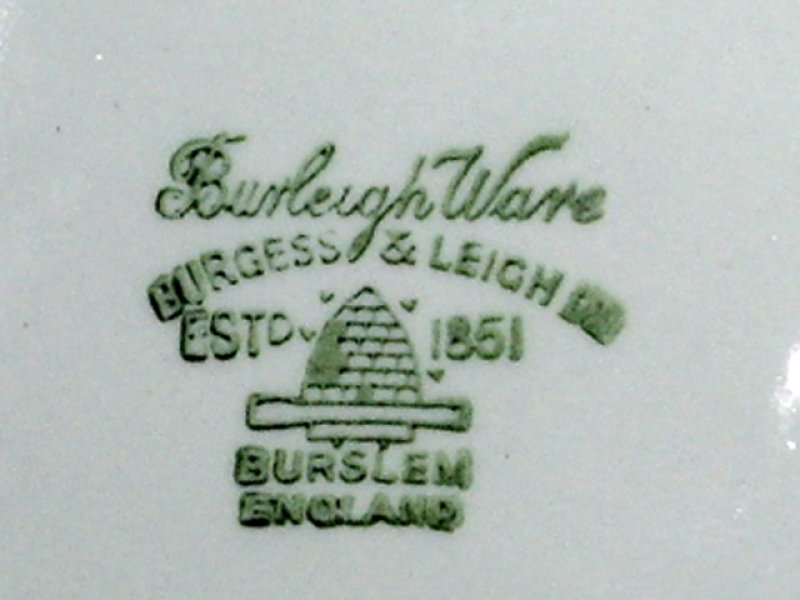 Burleigh Ware
BURGESS & LEIGH LTD
ESTD 1851
BURSLEM
ENGLAND